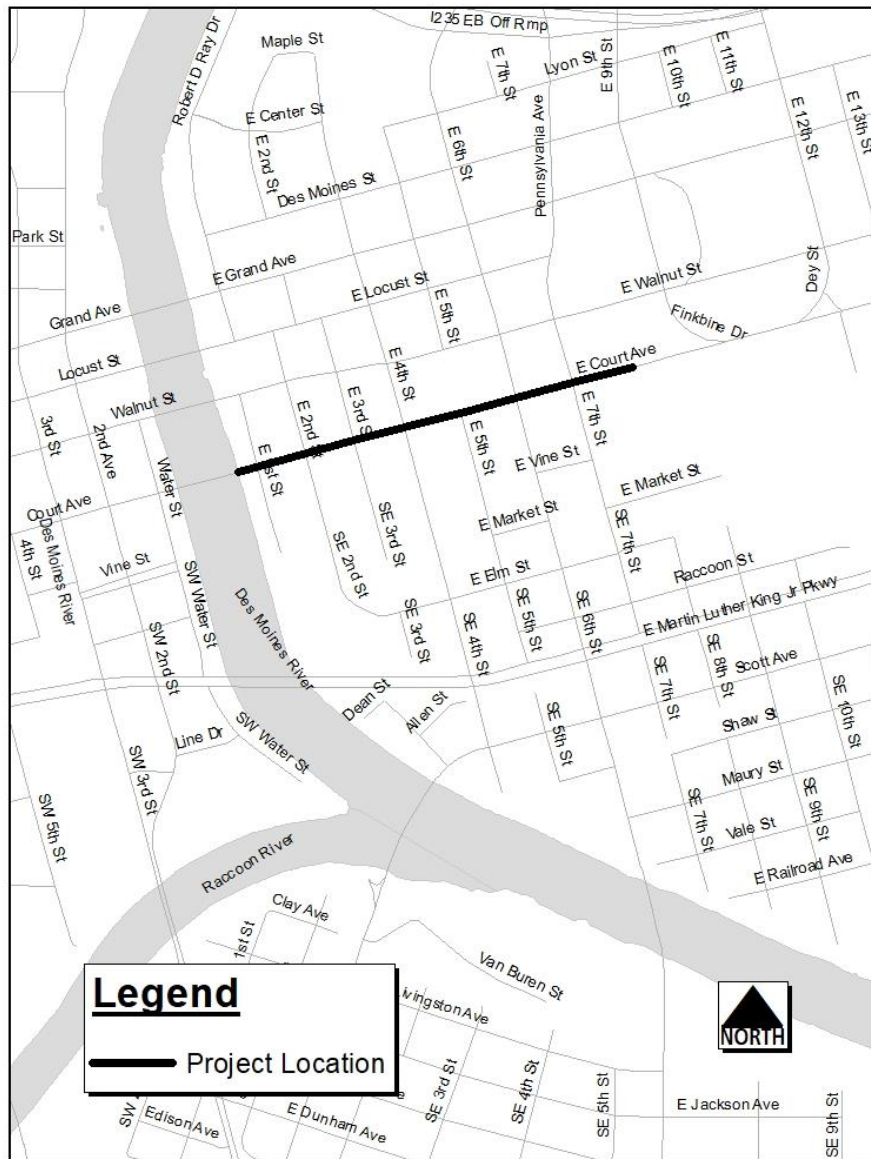 I235 EB Off Rmp
Robert D Ray Dr
Maple St
E 7th St
Lyon St
E 9th St
E 10th St
E 11th St
E Center St
E 2nd St
E 6th St
Pennsylvania Ave
E 12th St
E 13th St
Des Moines St
Park St
E Grand Ave
Grand Ave
E Locust St
E 5th St
E Walnut St
Dey St
Finkbine Dr
Locust St
Walnut St
E 4th St
E Court Ave
3rd St
2nd Ave
Water St
E 2nd St
E 3rd St
E 5th St
E 7th St
E Vine St
Court Ave
4th St
Des Moines River
Vine St
SW Water St
SE 2nd St
SE 3rd St
E Market St
E Market St
SE 7th St
E Elm St
Raccoon St
E Martin Luther King Jr Pkwy
Des Moines River
SW 2nd St
SE 3rd St
SE 4th St
SE 5th St
SE 6th St
SE 7th St
SE 8th St
Scott Ave
Dean St
Allen St
SE 5th St
Shaw St
SE 10th St
Line Dr
SW Water St
SW 3rd St
SW 5th St
Maury St
SE 7th St
SE 9th St
Vale St
E Railroad Ave
Raccoon River
Clay Ave
1st St
Van Buren St
Livingston Ave
Legend
Project Location
NORTH
SE 3rd St
SE 4th St
SE 5th St
E Jackson Ave
SE 9th St
Edison Ave
E Dunham Ave